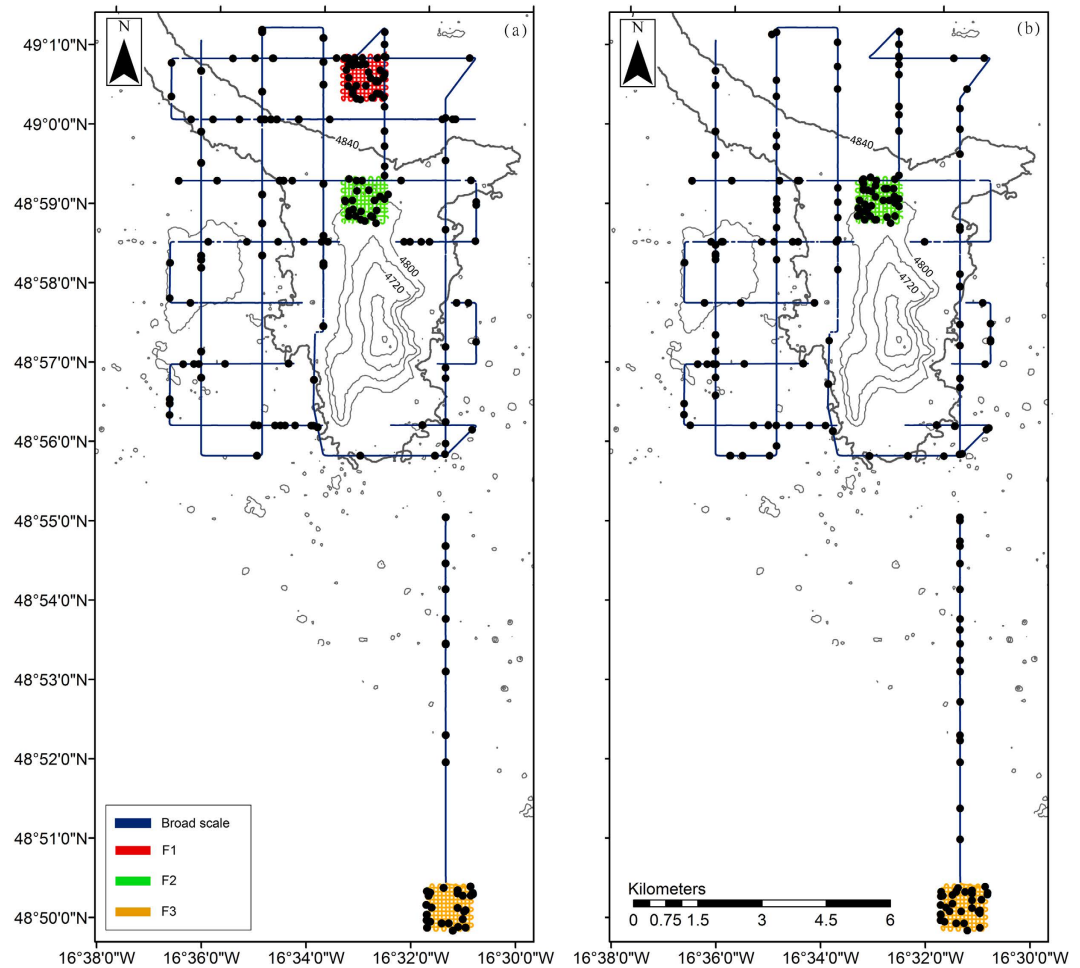 N
(a)
49°1'0"N
49°0'0"N
48°59'0"N
48°58'0"N
48°57'0"N
48°56'0"N
48°55'0"N
48°54'0"N
48°53'0"N
48°52'0"N
48°51'0"N
48°50'0"N
4840
4800
4720
Broad scale
F1
F2
F3
16°38'0"W
16°36'0"W
16°34'0"W
16°32'0"W
16°30'0"W
N
(b)
4840
4800
4720
Kilometers
0 0.75 1.5 3 4.5 6
16°38'0"W
16°36'0"W
16°34'0"W
16°32'0"W
16°30'0"W